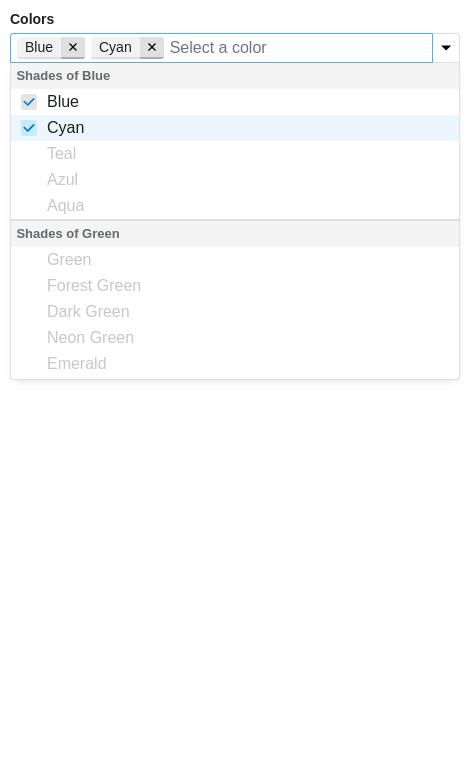 Colors
Blue Cyan Select a color
Shades of Blue
Blue
Cyan
Teal
Azul
Aqua
Shades of Green
Green
Forest Green
Dark Green
Neon Green
Emerald